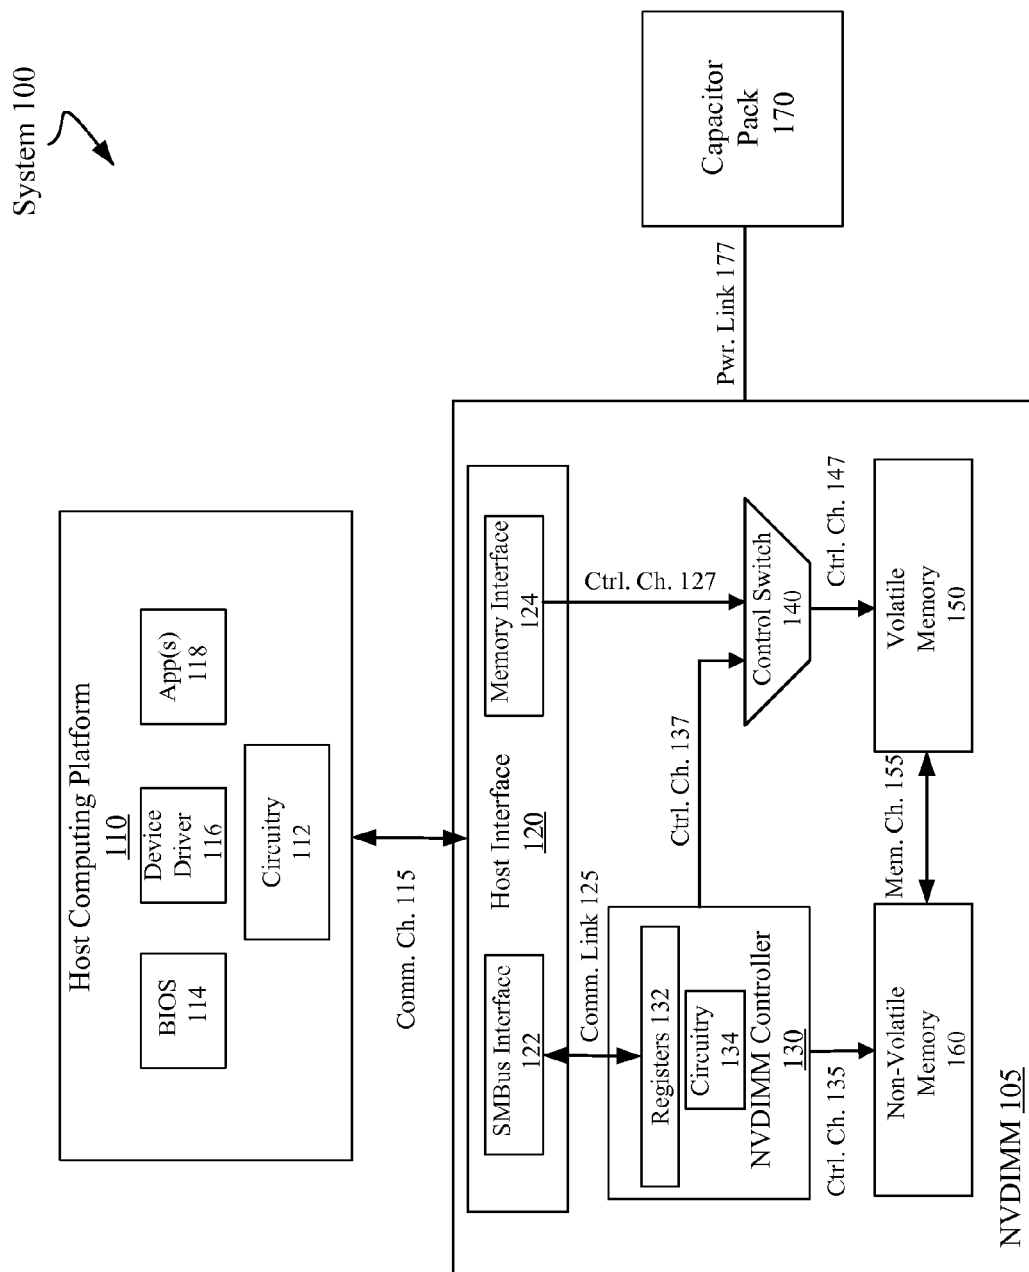 System 100
Host Computing Platform
110
BIOS
114
Device
Driver
116
App(s)
118
Circuitry
112
Comm. Ch. 115
Capacitor
Pack
170
Pwr. Link 177
SMBus Interface
122
Host Interface
120
Memory Interface
124
Comm. Link 125
Ctrl. Ch. 127
Registers 132
Circuitry
134
NVDIMM Controller
130
Ctrl. Ch. 137
Control Switch
140
Ctrl. Ch. 135
Ctrl. Ch. 147
Non-Volatile
Memory
160
Mem. Ch. 155
Volatile
Memory
150
NVDIMM 105